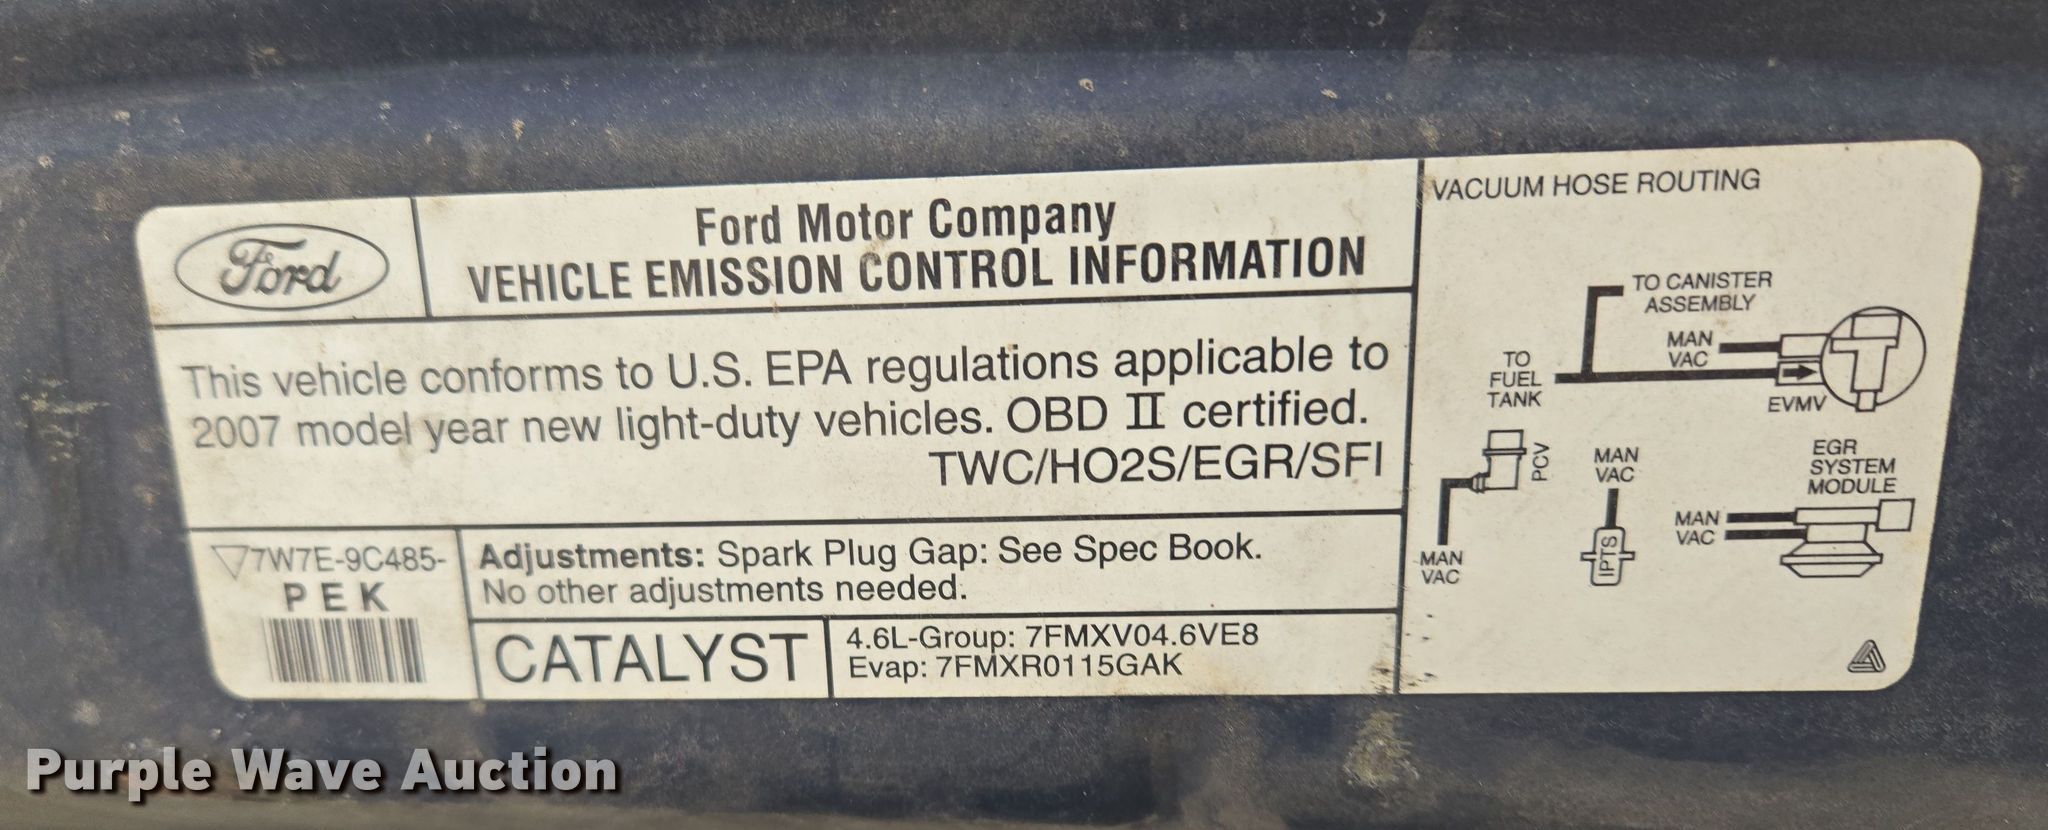 Ford
Ford Motor Company
VEHICLE EMISSION CONTROL INFORMATION
This vehicle conforms to U.S. EPA regulations applicable to
2007 model year new light-duty vehicles. OBD II certified.
TWC/HO2S/EGR/SFI
7W7E-9C485-
PEK
Adjustments: Spark Plug Gap: See Spec Book.
No other adjustments needed.
CATALYST
4.6L-Group: 7FMXV04.6VE8
Evap: 7FMXR0115GAK
VACUUM HOSE ROUTING
TO CANISTER
ASSEMBLY
MAN
VAC
TO
FUEL
TANK
EVMV
PCV
MAN
VAC
MAN
VAC
IPTS
EGR
SYSTEM
MODULE
MAN
VAC
Purple Wave Auction